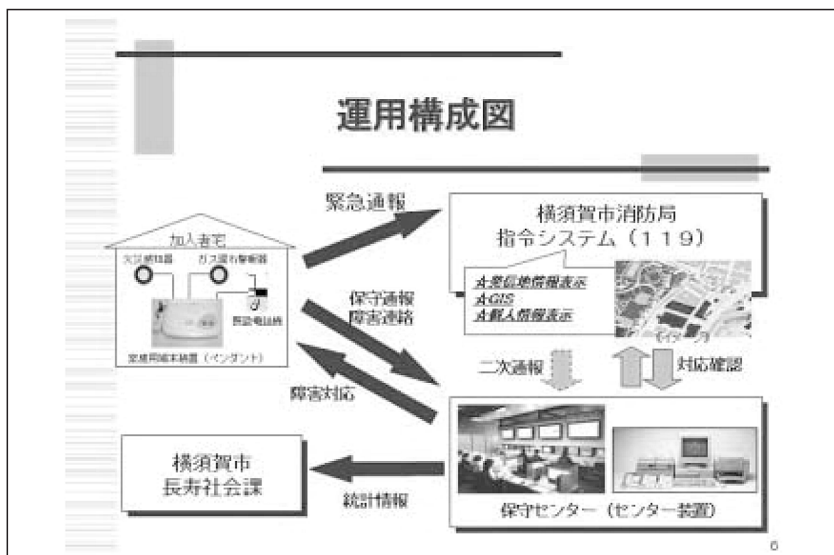 運用構成図
緊急通報
横須賀市消防局
指令システム（119）
加入者宅
火災感知器
ガス漏れ警報器
☆発信地情報表示
☆GIS
☆個人情報表示
保守通報
障害連絡
家庭用端末装置（ペンダント）
二次通報
対応確認
障害対応
横須賀市
長寿社会課
統計情報
保守センター（センター装置）
6